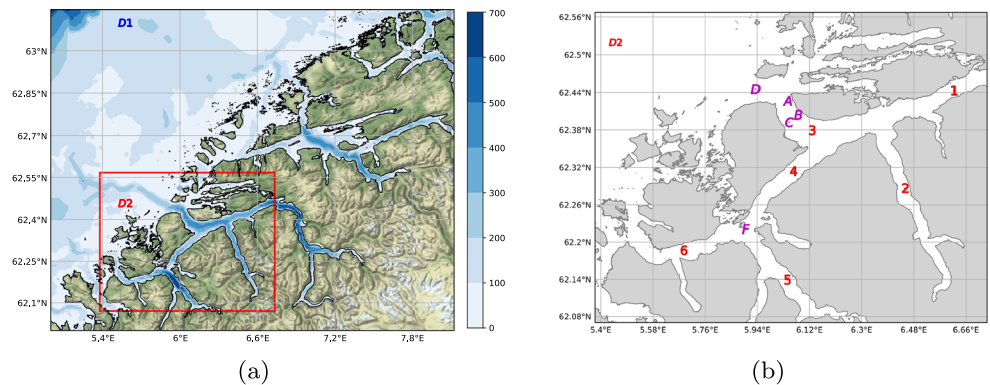 D1
D2
63°N
62,85°N
62,7°N
62,55°N
62,4°N
62,25°N
62,1°N
5,4°E
6°E
6,6°E
7,2°E
7,8°E
700
600
500
400
300
200
100
0
(a)
D2
62.56°N
62.5°N
62.44°N
62.38°N
62.32°N
62.26°N
62.2°N
62.14°N
62.08°N
5.4°E
5.58°E
5.76°E
5.94°E
6.12°E
6.3°E
6.48°E
6.66°E
D
A
B
C
1
3
4
2
F
6
5
(b)